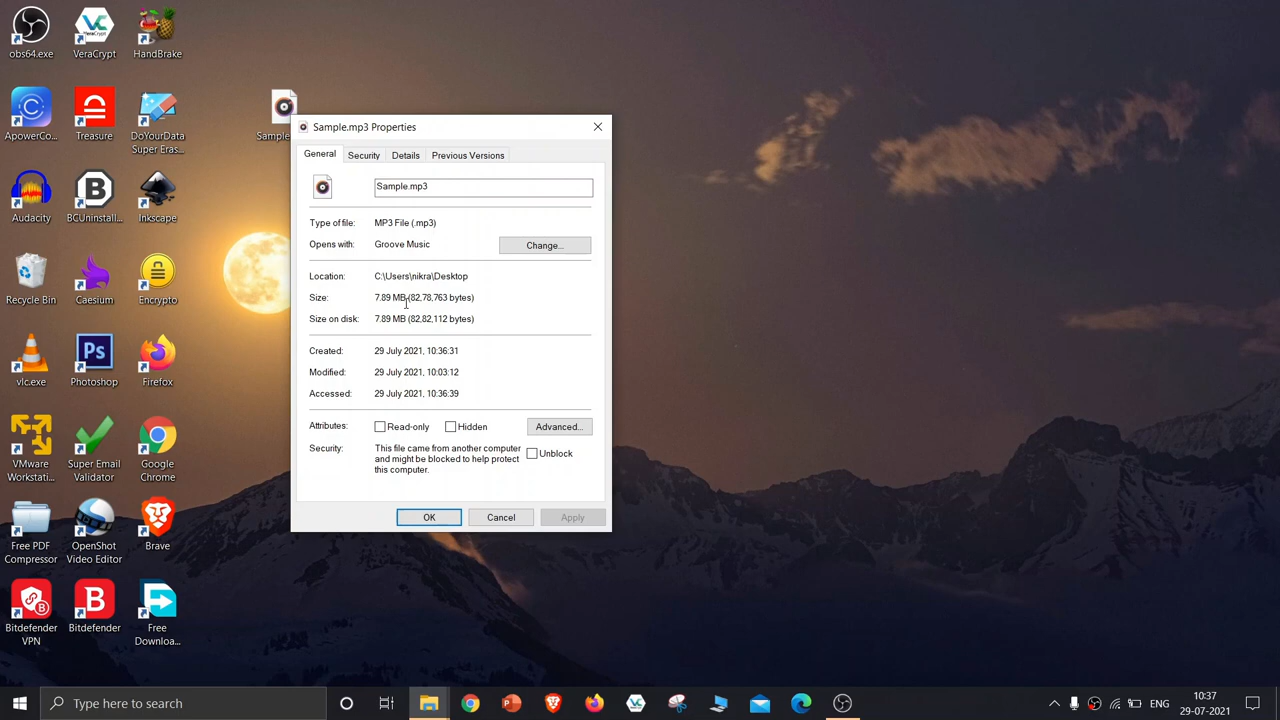 obs64.exe
VeraCrypt
HandBrake
ApowerCo...
Treasure
DoYourData
Super Eras...
Sample.
Audacity
BCUninstall...
Inkscape
Recycle Bin
Caesium
Encrypto
vlc.exe
Ps
Photoshop
Firefox
VMware
Workstati...
Super Email
Validator
Google
Chrome
Free PDF
Compressor
OpenShot
Video Editor
Brave
Bitdefender
VPN
Bitdefender
Free
Downloa...
Sample.mp3 Properties
General Security Details Previous Versions
Sample.mp3
Type of file: MP3 File (.mp3)
Opens with: Groove Music Change...
Location: C:\Users\nikra\Desktop
Size: 7.89 MB (82,78,763 bytes)
Size on disk: 7.89 MB (82,82,112 bytes)
Created: 29 July 2021, 10:36:31
Modified: 29 July 2021, 10:03:12
Accessed: 29 July 2021, 10:36:39
Attributes: Read-only Hidden Advanced...
Security: This file came from another computer
and might be blocked to help protect
this computer.
Unblock
OK Cancel Apply
Type here to search
10:37
29-07-2021